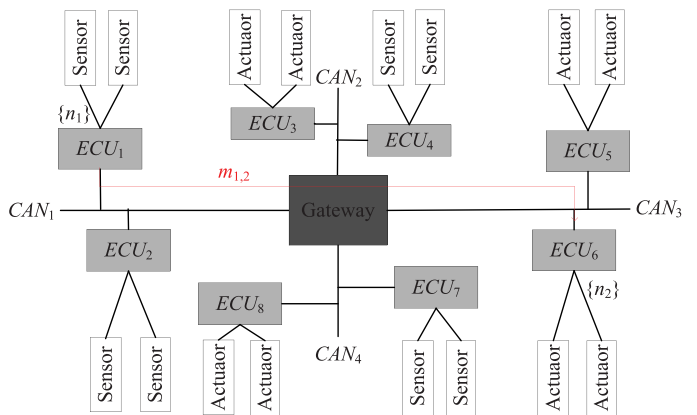 Sensor
Sensor
Actuaor
Actuaor
CAN2
Sensor
Sensor
Actuaor
Actuaor
{n1}
ECU1
ECU3
ECU4
ECU5
m1,2
CAN1
Gateway
CAN3
ECU2
ECU6
ECU8
ECU7
{n2}
Sensor
Sensor
Actuaor
Actuaor
CAN4
Sensor
Sensor
Actuaor
Actuaor